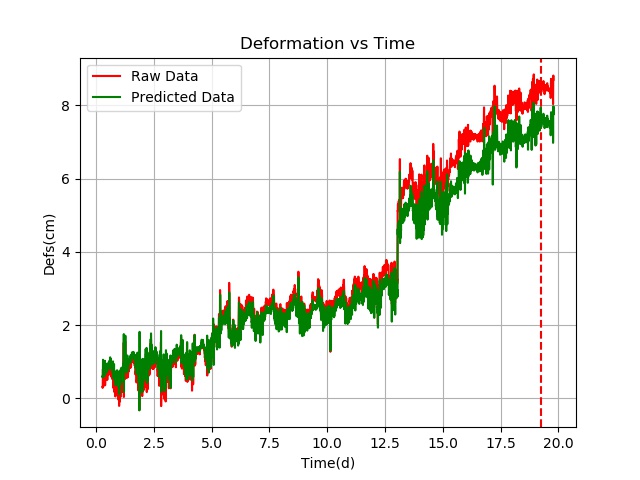 Deformation vs Time
Raw Data
Predicted Data
Defs(cm)
8
6
4
2
0
0.0 2.5 5.0 7.5 10.0 12.5 15.0 17.5 20.0
Time(d)